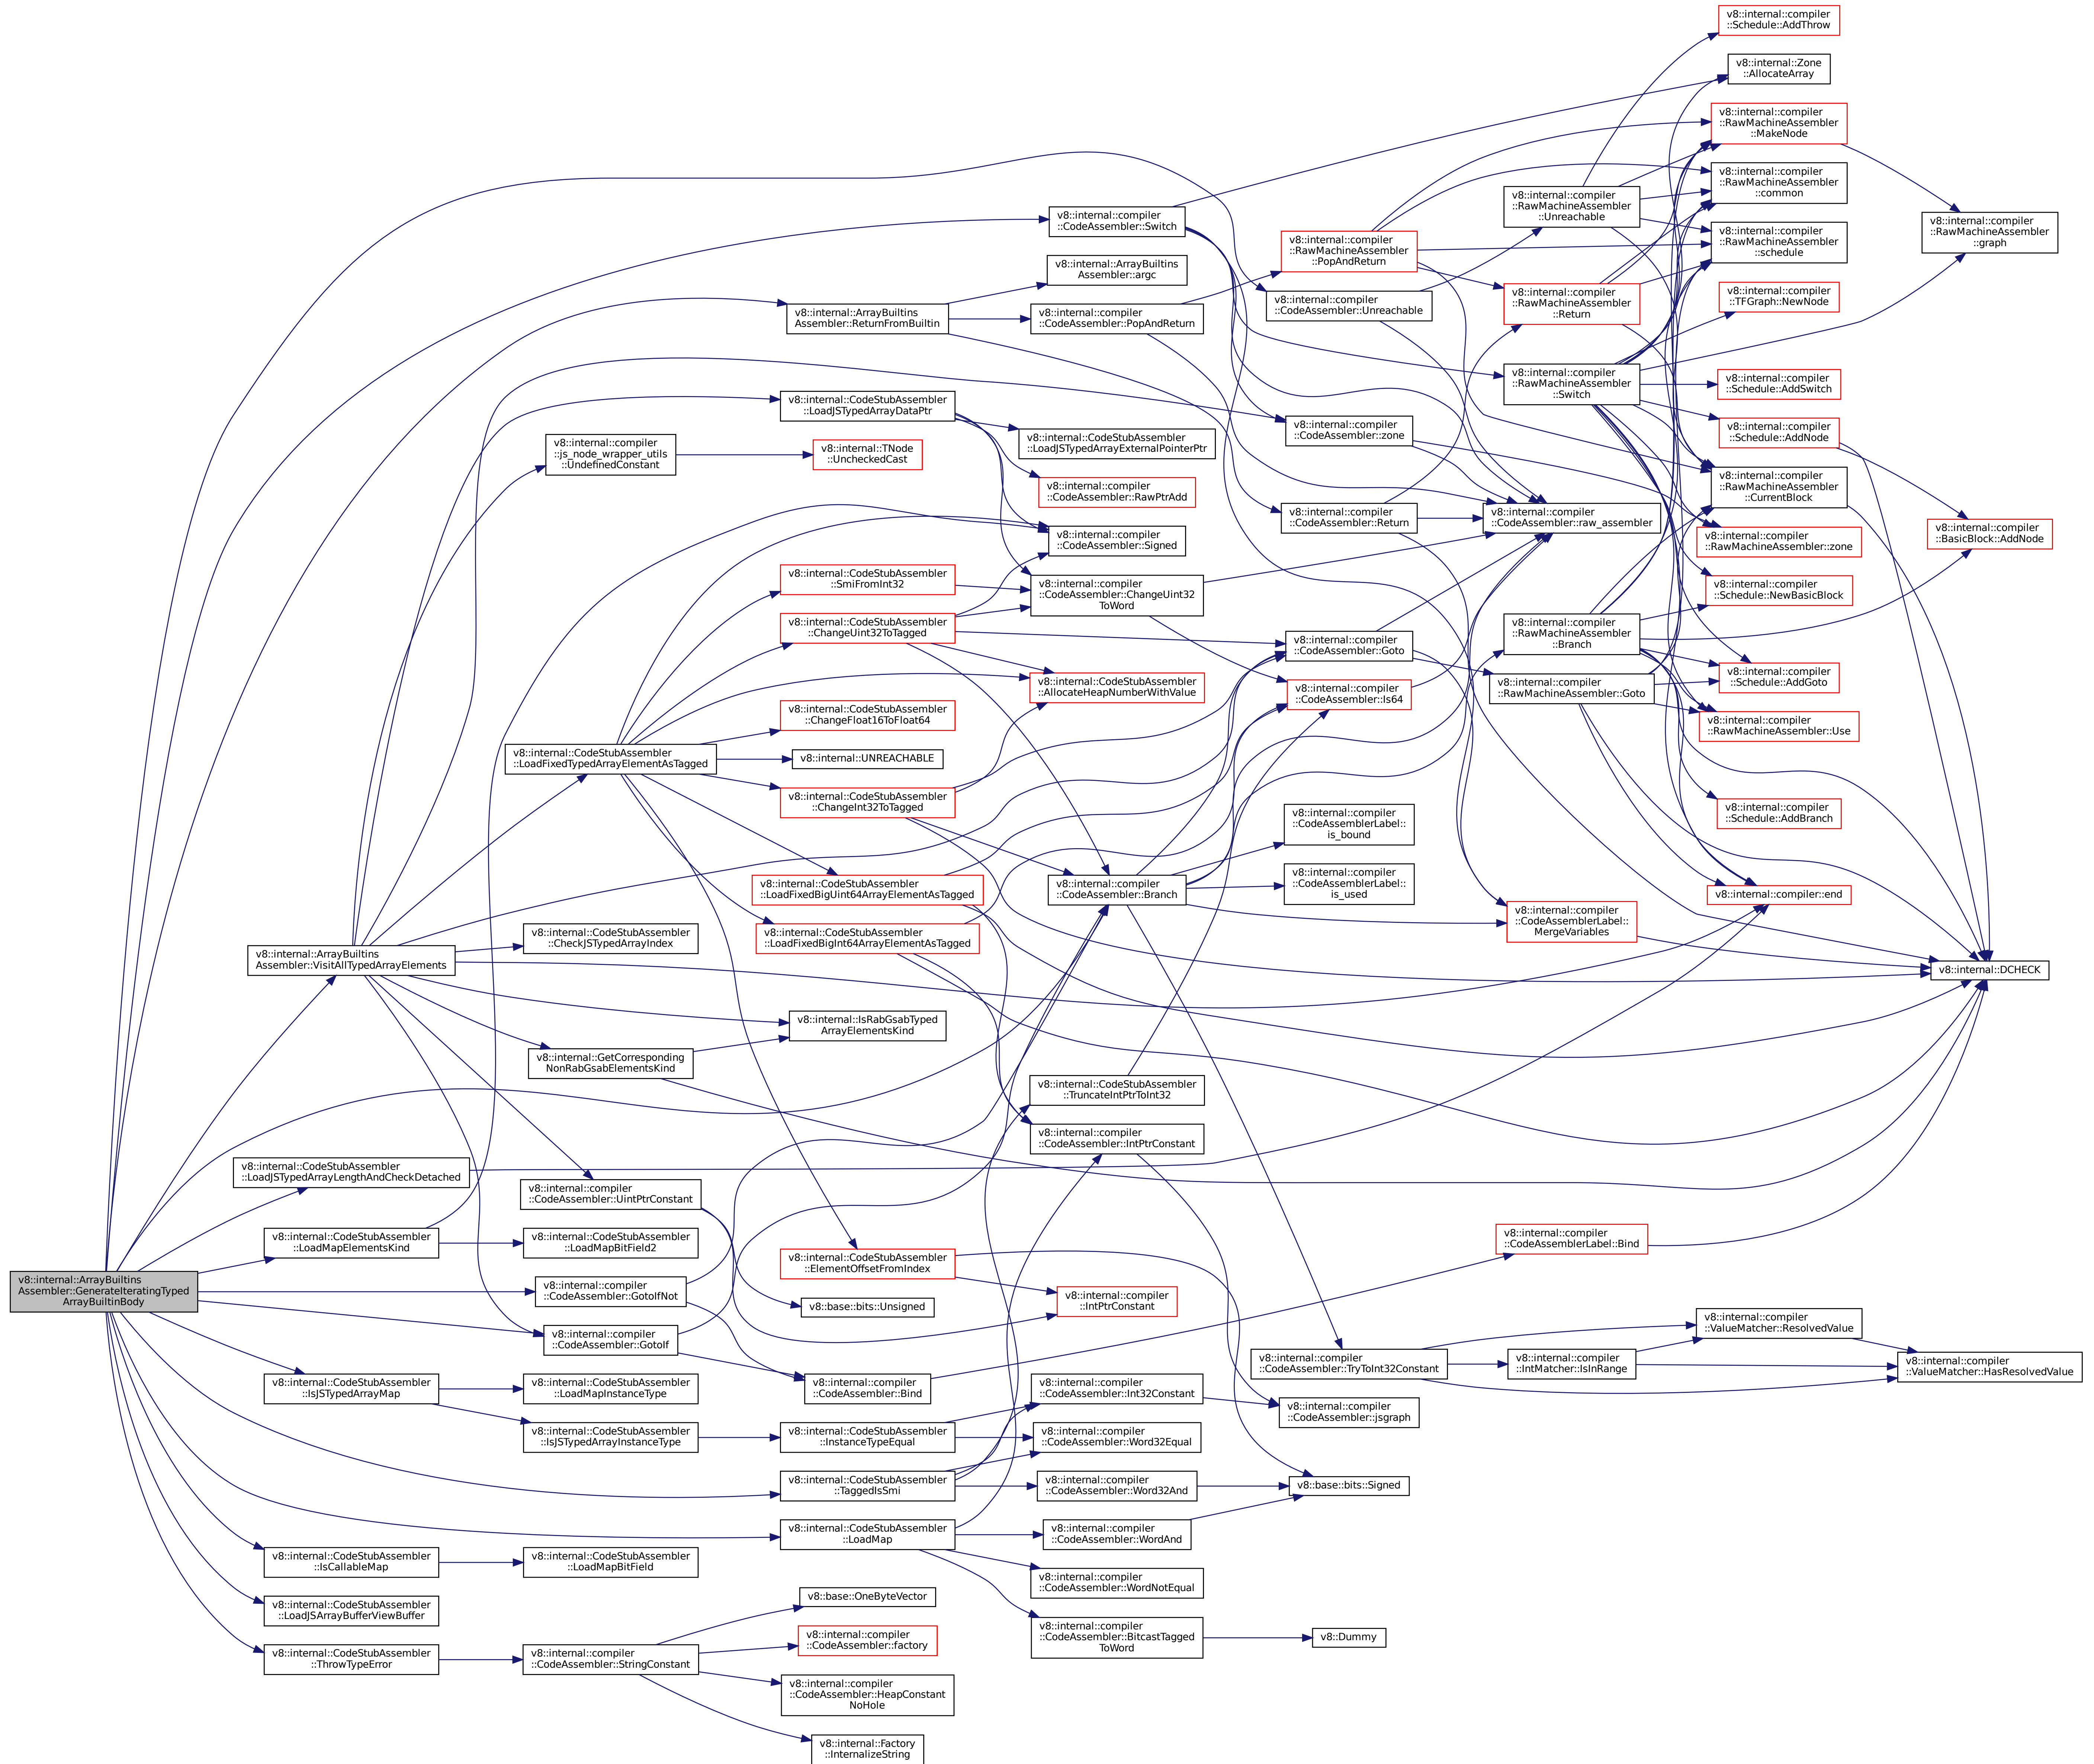 v8::internal::ArrayBuiltins
Assembler::GenerateIteratingTyped
ArrayBuiltinBody
v8::internal::ArrayBuiltins
Assembler::VisitAllTypedArrayElements
v8::internal::CodeStubAssembler
::LoadJSTypedArrayLengthAndCheckDetached
v8::internal::CodeStubAssembler
::LoadMapElementsKind
v8::internal::CodeStubAssembler
::IsJSTypedArrayMap
v8::internal::CodeStubAssembler
::IsCallableMap
v8::internal::CodeStubAssembler
::LoadJSArrayBufferViewBuffer
v8::internal::CodeStubAssembler
::ThrowTypeError
v8::internal::compiler
::js_node_wrapper_utils
::UndefinedConstant
v8::internal::CodeStubAssembler
::LoadFixedTypedArrayElementAsTagged
v8::internal::CodeStubAssembler
::CheckJSTypedArrayIndex
v8::internal::GetCorresponding
NonRabGsabElementsKind
v8::internal::compiler
::CodeAssembler::UintPtrConstant
v8::internal::CodeStubAssembler
::LoadMapBitField2
v8::internal::compiler
::CodeAssembler::GotoIfNot
v8::internal::compiler
::CodeAssembler::GotoIf
v8::internal::CodeStubAssembler
::LoadMapInstanceType
v8::internal::CodeStubAssembler
::IsJSTypedArrayInstanceType
v8::internal::CodeStubAssembler
::LoadMapBitField
v8::internal::compiler
::CodeAssembler::StringConstant
v8::internal::ArrayBuiltins
Assembler::ReturnFromBuiltin
v8::internal::CodeStubAssembler
::LoadJSTypedArrayDataPtr
v8::internal::TNode
::UncheckedCast
v8::internal::CodeStubAssembler
::SmiFromInt32
v8::internal::CodeStubAssembler
::ChangeUint32ToTagged
v8::internal::CodeStubAssembler
::ChangeFloat16ToFloat64
v8::internal::UNREACHABLE
v8::internal::CodeStubAssembler
::ChangeInt32ToTagged
v8::internal::CodeStubAssembler
::LoadFixedBigUint64ArrayElementAsTagged
v8::internal::CodeStubAssembler
::LoadFixedBigInt64ArrayElementAsTagged
v8::internal::IsRabGsabTyped
ArrayElementsKind
v8::internal::CodeStubAssembler
::ElementOffsetFromIndex
v8::base::bits::Unsigned
v8::internal::compiler
::CodeAssembler::Bind
v8::internal::CodeStubAssembler
::InstanceTypeEqual
v8::internal::CodeStubAssembler
::TaggedIsSmi
v8::internal::CodeStubAssembler
::LoadMap
v8::base::OneByteVector
v8::internal::compiler
::CodeAssembler::factory
v8::internal::compiler
::CodeAssembler::HeapConstant
NoHole
v8::internal::Factory
::InternalizeString
v8::internal::compiler
::CodeAssembler::Switch
v8::internal::ArrayBuiltins
Assembler::argc
v8::internal::compiler
::CodeAssembler::PopAndReturn
v8::internal::CodeStubAssembler
::LoadJSTypedArrayExternalPointerPtr
v8::internal::compiler
::CodeAssembler::RawPtrAdd
v8::internal::compiler
::CodeAssembler::Signed
v8::internal::compiler
::CodeAssembler::ChangeUint32
ToWord
v8::internal::CodeStubAssembler
::AllocateHeapNumberWithValue
v8::internal::compiler
::CodeAssembler::Branch
v8::internal::CodeStubAssembler
::TruncateIntPtrToInt32
v8::internal::compiler
::CodeAssembler::IntPtrConstant
v8::internal::compiler
::IntPtrConstant
v8::internal::compiler
::CodeAssembler::Int32Constant
v8::internal::compiler
::CodeAssembler::Word32Equal
v8::internal::compiler
::CodeAssembler::Word32And
v8::internal::compiler
::CodeAssembler::WordAnd
v8::internal::compiler
::CodeAssembler::WordNotEqual
v8::internal::compiler
::CodeAssembler::BitcastTagged
ToWord
v8::internal::compiler
::RawMachineAssembler
::PopAndReturn
v8::internal::compiler
::CodeAssembler::Unreachable
v8::internal::compiler
::CodeAssembler::zone
v8::internal::compiler
::CodeAssembler::Return
v8::internal::compiler
::CodeAssembler::Goto
v8::internal::compiler
::CodeAssembler::Is64
v8::internal::compiler
::CodeAssemblerLabel::
is_bound
v8::internal::compiler
::CodeAssemblerLabel::
is_used
v8::internal::compiler
::CodeAssembler::TryToInt32Constant
v8::internal::compiler
::CodeAssembler::jsgraph
v8::base::bits::Signed
v8::Dummy
v8::internal::compiler
::RawMachineAssembler
::Unreachable
v8::internal::compiler
::RawMachineAssembler
::Return
v8::internal::compiler
::RawMachineAssembler
::Switch
v8::internal::compiler
::CodeAssembler::raw_assembler
v8::internal::compiler
::RawMachineAssembler
::Branch
v8::internal::compiler
::RawMachineAssembler::Goto
v8::internal::compiler
::CodeAssemblerLabel::
MergeVariables
v8::internal::compiler
::CodeAssemblerLabel::Bind
v8::internal::compiler
::IntMatcher::IsInRange
v8::internal::compiler
::Schedule::AddThrow
v8::internal::Zone
::AllocateArray
v8::internal::compiler
::RawMachineAssembler
::MakeNode
v8::internal::compiler
::RawMachineAssembler
::common
v8::internal::compiler
::RawMachineAssembler
::schedule
v8::internal::compiler
::TFGraph::NewNode
v8::internal::compiler
::Schedule::AddSwitch
v8::internal::compiler
::Schedule::AddNode
v8::internal::compiler
::RawMachineAssembler
::CurrentBlock
v8::internal::compiler
::RawMachineAssembler::zone
v8::internal::compiler
::Schedule::NewBasicBlock
v8::internal::compiler
::Schedule::AddGoto
v8::internal::compiler
::RawMachineAssembler::Use
v8::internal::compiler
::Schedule::AddBranch
v8::internal::compiler::end
v8::internal::compiler
::ValueMatcher::ResolvedValue
v8::internal::compiler
::RawMachineAssembler
::graph
v8::internal::compiler
::BasicBlock::AddNode
v8::internal::DCHECK
v8::internal::compiler
::ValueMatcher::HasResolvedValue